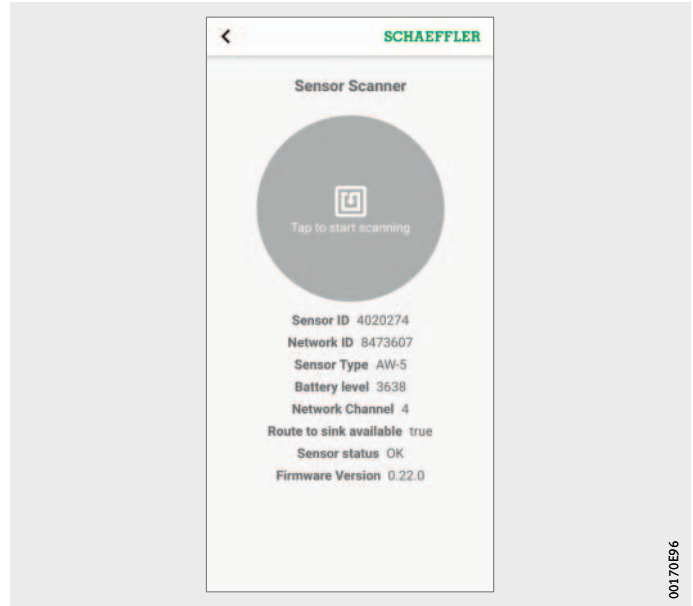 SCHAEFFLER
Sensor Scanner
Tap to start scanning
Sensor ID 4020274
Network ID 8473607
Sensor Type AW-5
Battery level 3638
Network Channel 4
Route to sink available true
Sensor status OK
Firmware Version 0.22.0
00170E96